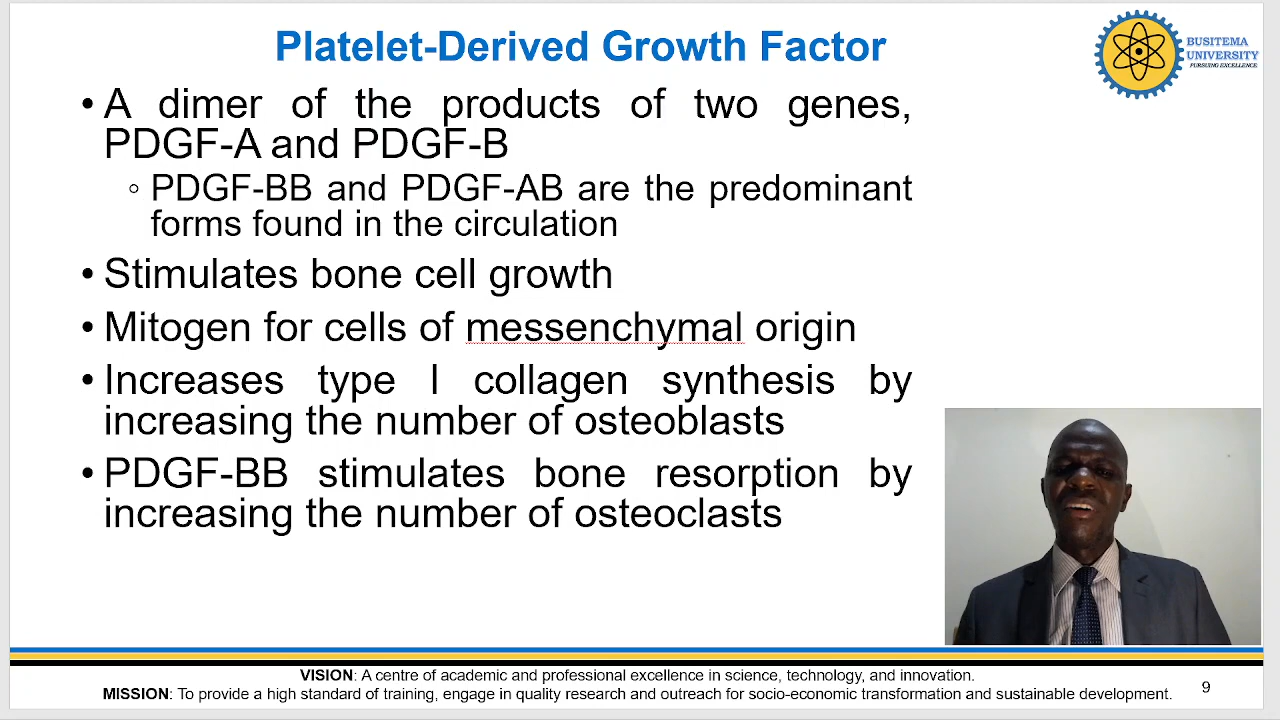 Platelet-Derived Growth Factor
BUSITEMA
UNIVERSITY
PURSUING EXCELLENCE
• A dimer of the products of two genes,
PDGF-A and PDGF-B
◦ PDGF-BB and PDGF-AB are the predominant
forms found in the circulation
• Stimulates bone cell growth
• Mitogen for cells of messenchymal origin
• Increases type I collagen synthesis by
increasing the number of osteoblasts
• PDGF-BB stimulates bone resorption by
increasing the number of osteoclasts
VISION: A centre of academic and professional excellence in science, technology, and innovation.
MISSION: To provide a high standard of training, engage in quality research and outreach for socio-economic transformation and sustainable development.
9